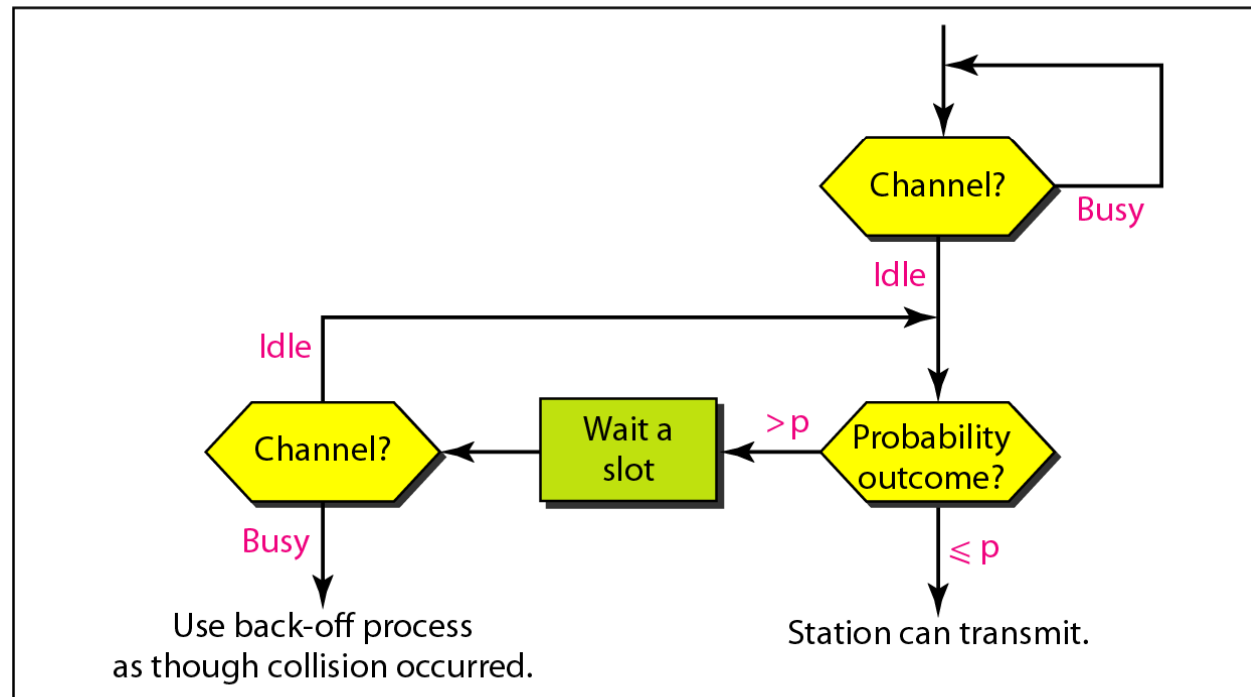 Channel?
Busy
Idle
Idle
Channel?
Wait a
slot
>p
Probability
outcome?
Busy
⩽ p
Use back-off process
as though collision occurred.
Station can transmit.